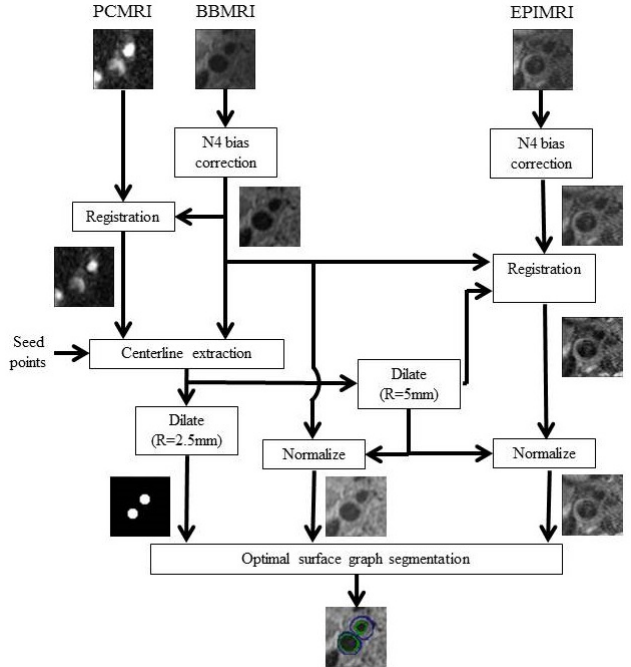 PCMRI
BBMRI
EPIMRI
N4 bias
correction
N4 bias
correction
Registration
Registration
Seed
points
Centerline extraction
Dilate
(R=5mm)
Dilate
(R=2.5mm)
Normalize
Normalize
Optimal surface graph segmentation